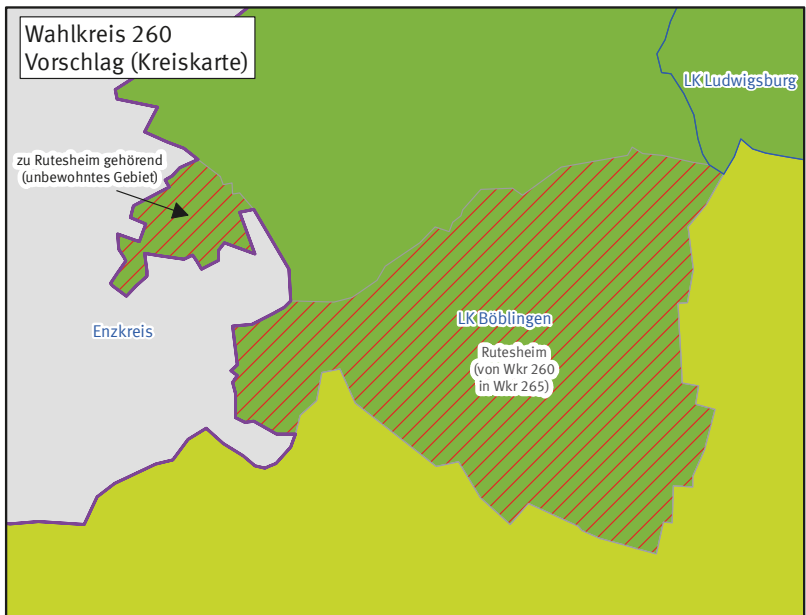 Wahlkreis 260
Vorschlag (Kreiskarte)
LK Ludwigsburg
zu Rutesheim gehörend
(unbewohntes Gebiet)
Enzkreis
LK Böblingen
Rutesheim
(von Wkr 260
in Wkr 265)